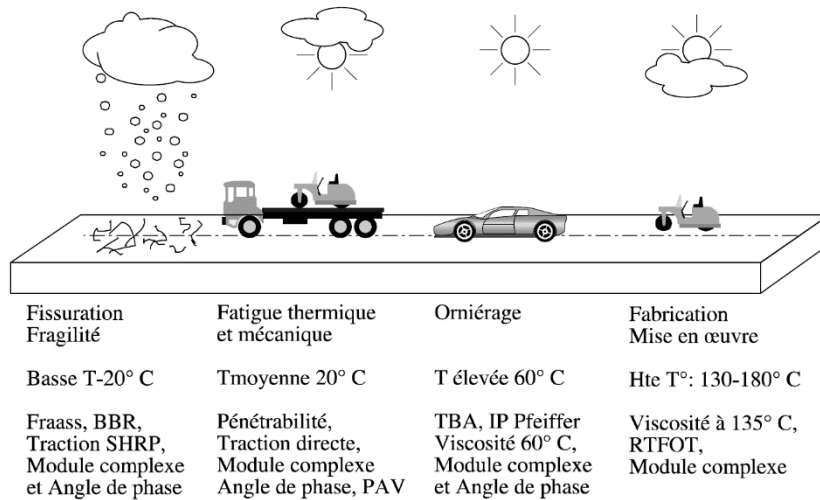 Fissuration
Fragilité
Basse T-20° C
Fraass, BBR,
Traction SHRP,
Module complexe
et Angle de phase
Fatigue thermique
et mécanique
Tmoyenne 20° C
Pénétrabilité,
Traction directe,
Module complexe
Angle de phase, PAV
Orniérage
T élevée 60° C
TBA, IP Pfeiffer
Viscosité 60° C,
Module complexe
et Angle de phase
Fabrication
Mise en œuvre
Hte T°: 130-180° C
Viscosité à 135° C,
RTFOT,
Module complexe